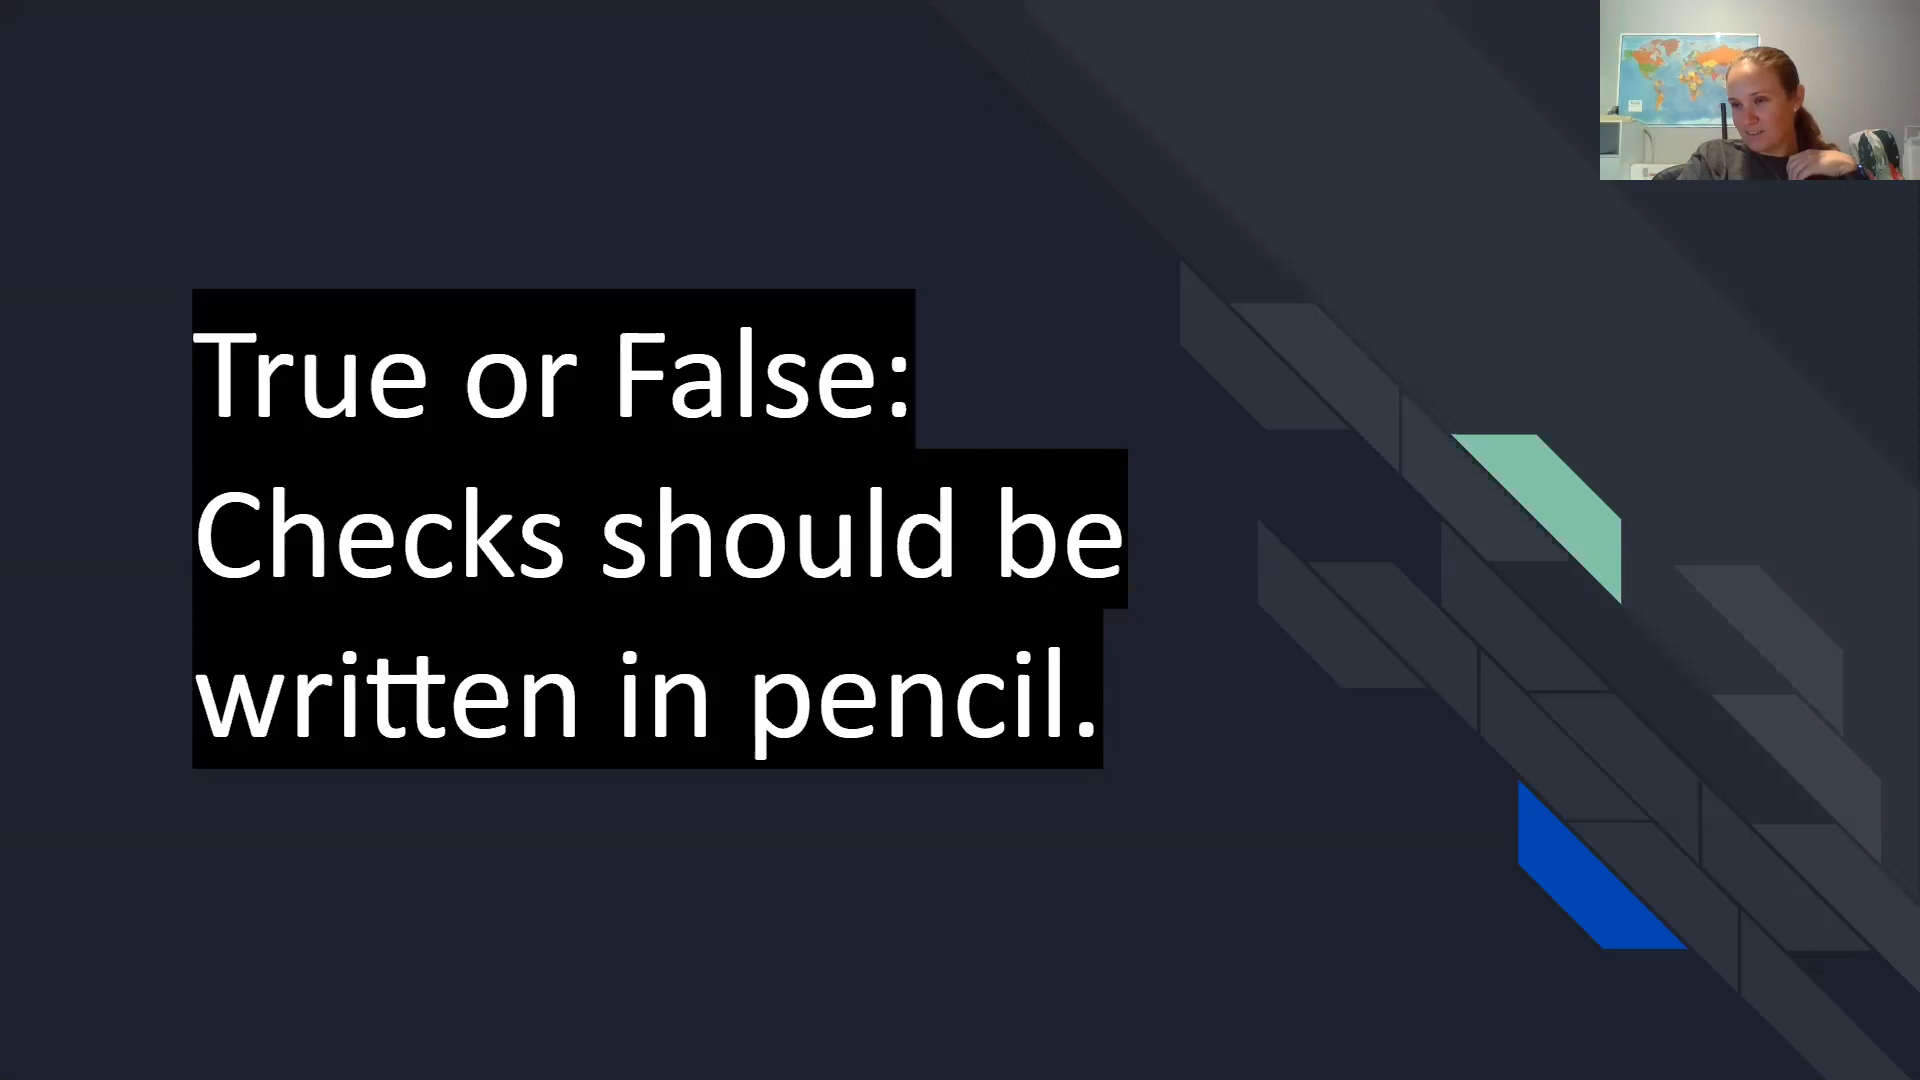 True or False:
Checks should be
written in pencil.